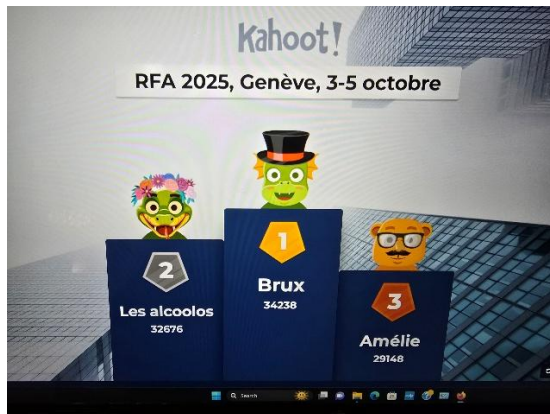 Kahoot!
RFA 2025, Genève, 3-5 octobre
1
Brux
34238
2
Les alcoolos
32676
3
Amélie
29148
Search